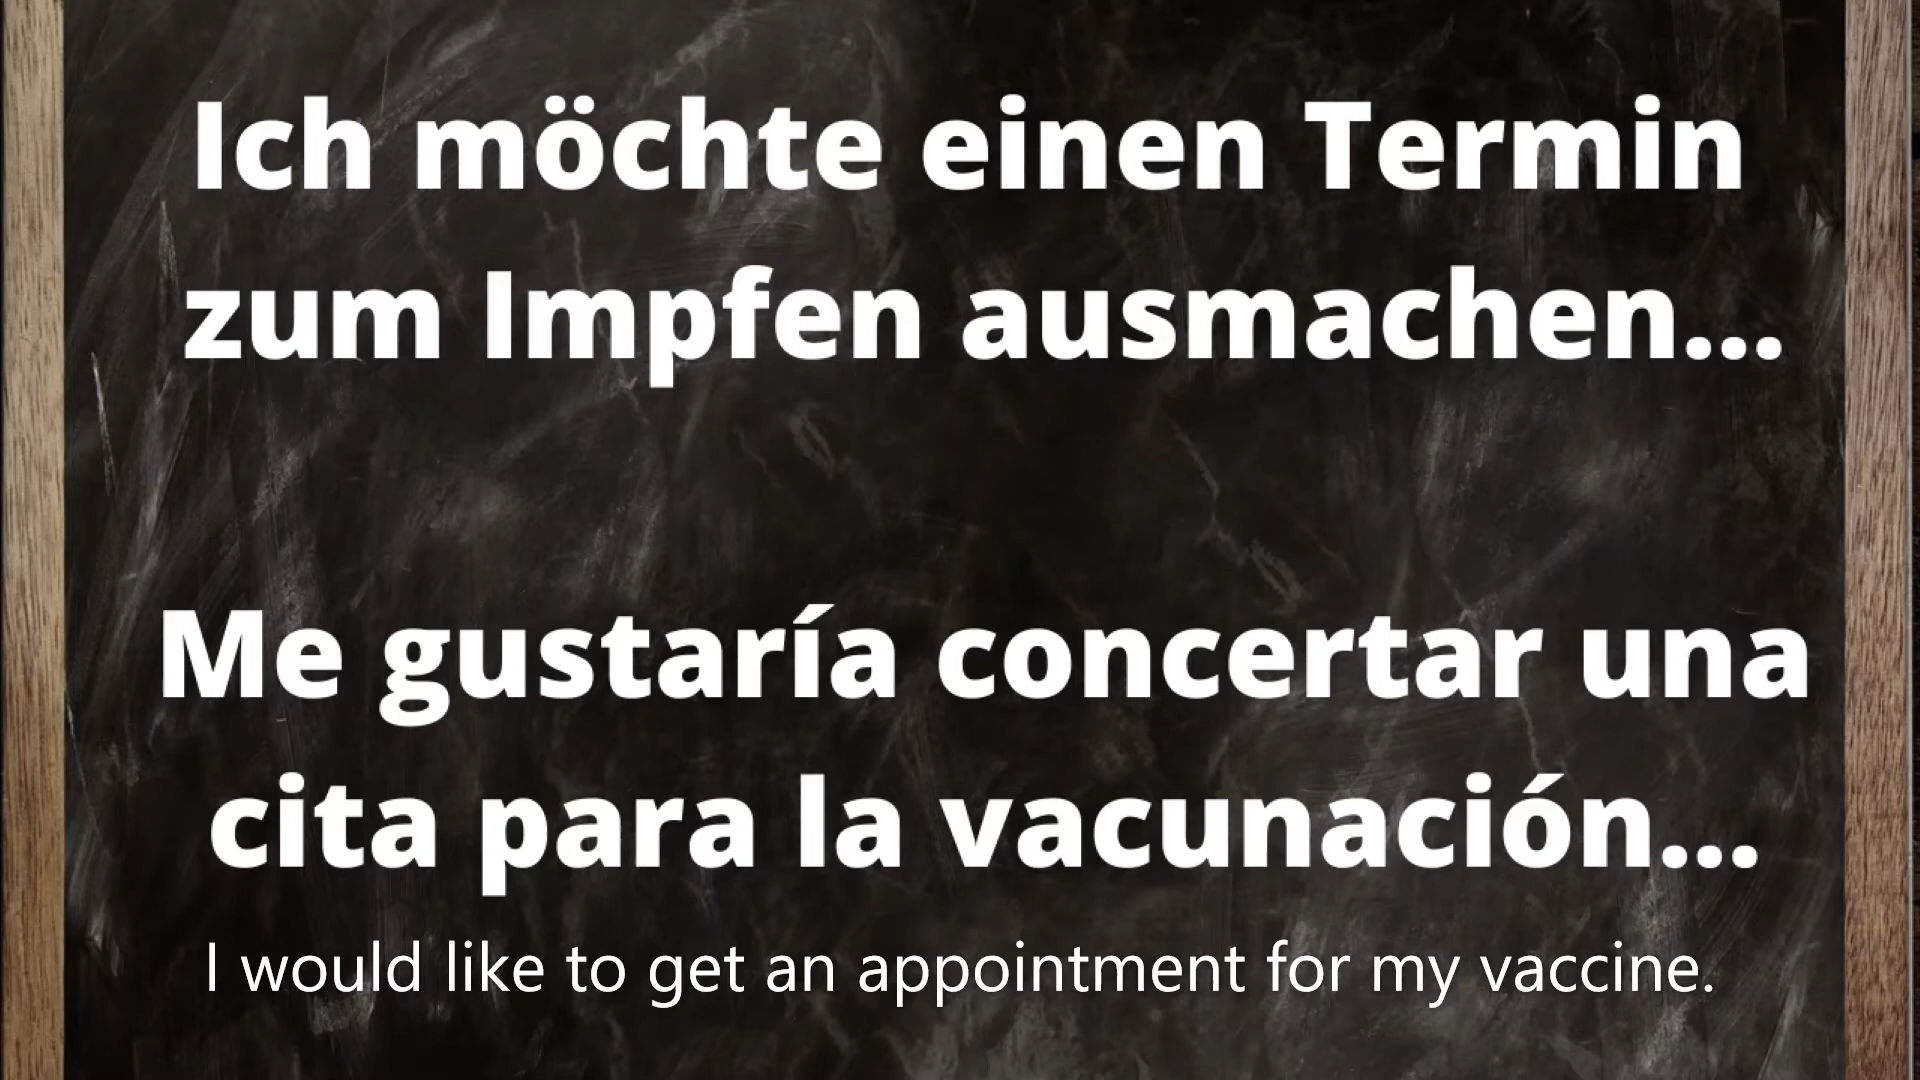 Ich möchte einen Termin
zum Impfen ausmachen...
Me gustaría concertar una
cita para la vacunación...
I would like to get an appointment for my vaccine.